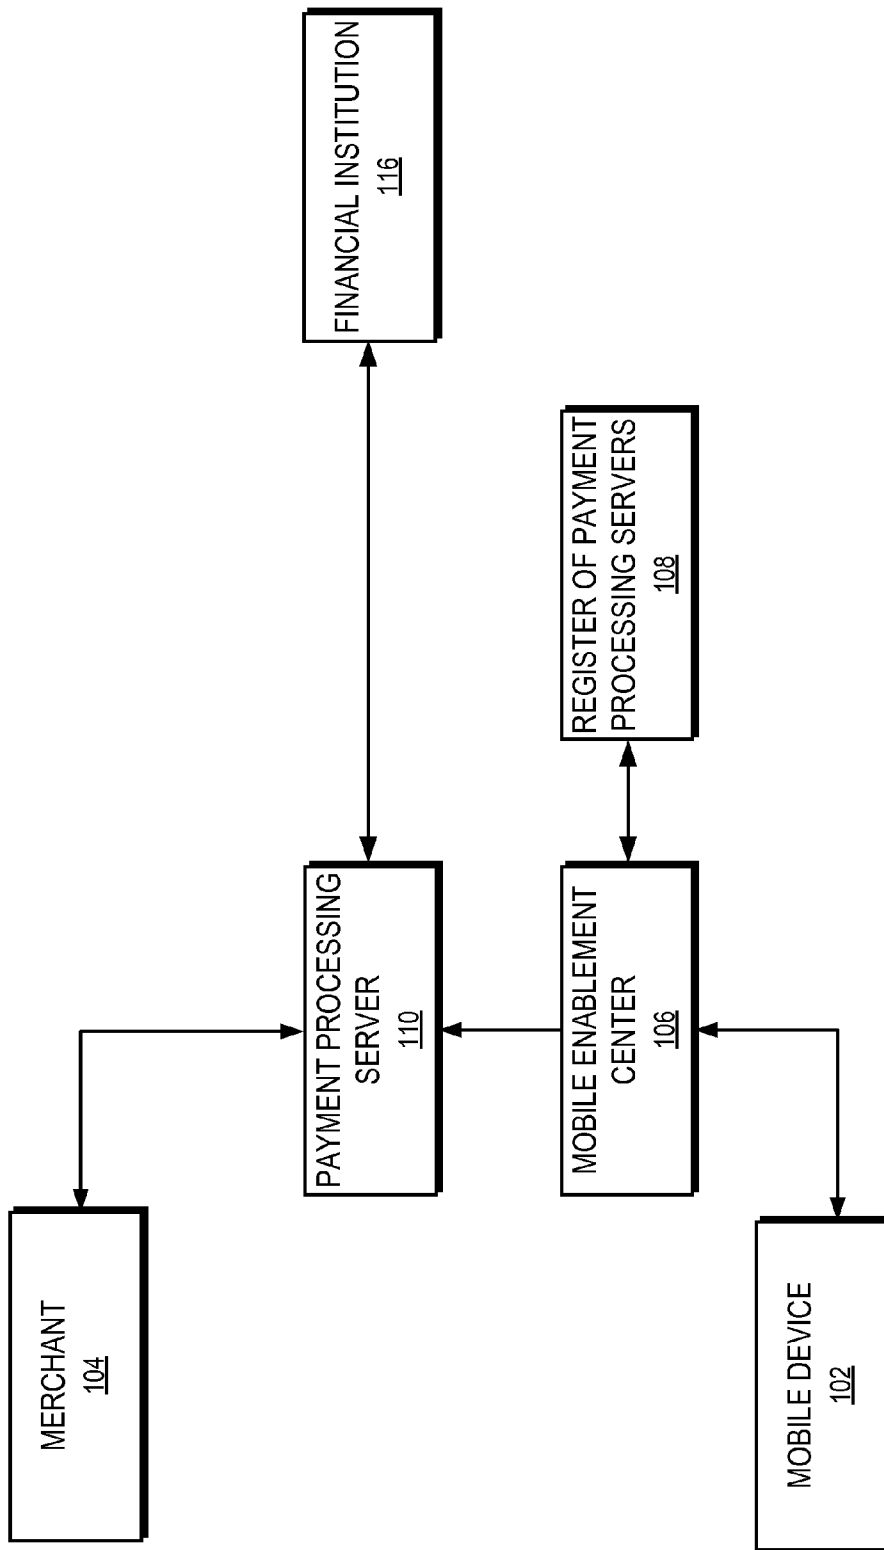 MERCHANT
104
PAYMENT PROCESSING
SERVER
110
FINANCIAL INSTITUTION
116
MOBILE ENABLEMENT
CENTER
106
REGISTER OF PAYMENT
PROCESSING SERVERS
108
MOBILE DEVICE
102